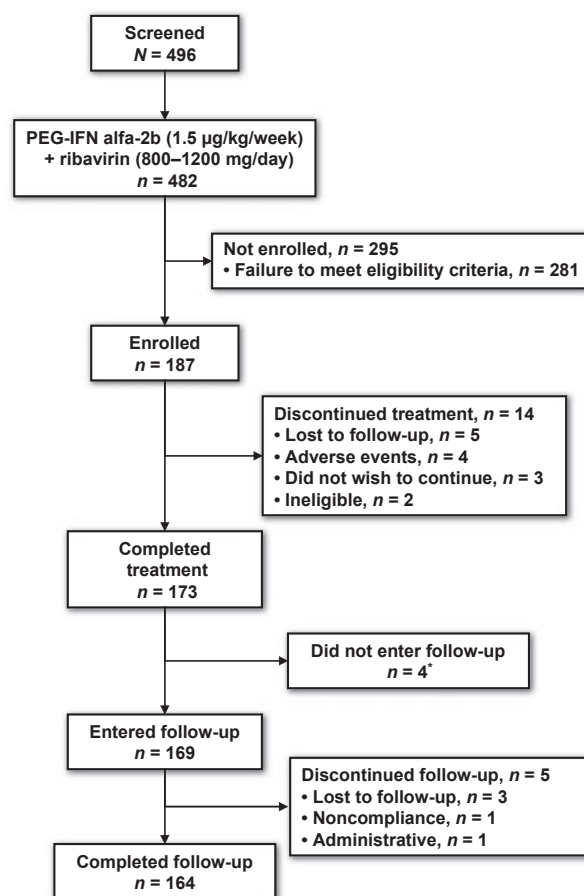 Screened
N = 496
PEG-IFN alfa-2b (1.5 µg/kg/week)
+ ribavirin (800–1200 mg/day)
n = 482
Not enrolled, n = 295
• Failure to meet eligibility criteria, n = 281
Enrolled
n = 187
Discontinued treatment, n = 14
• Lost to follow-up, n = 5
• Adverse events, n = 4
• Did not wish to continue, n = 3
• Ineligible, n = 2
Completed
treatment
n = 173
Did not enter follow-up
n = 4*
Entered follow-up
n = 169
Discontinued follow-up, n = 5
• Lost to follow-up, n = 3
• Noncompliance, n = 1
• Administrative, n = 1
Completed follow-up
n = 164